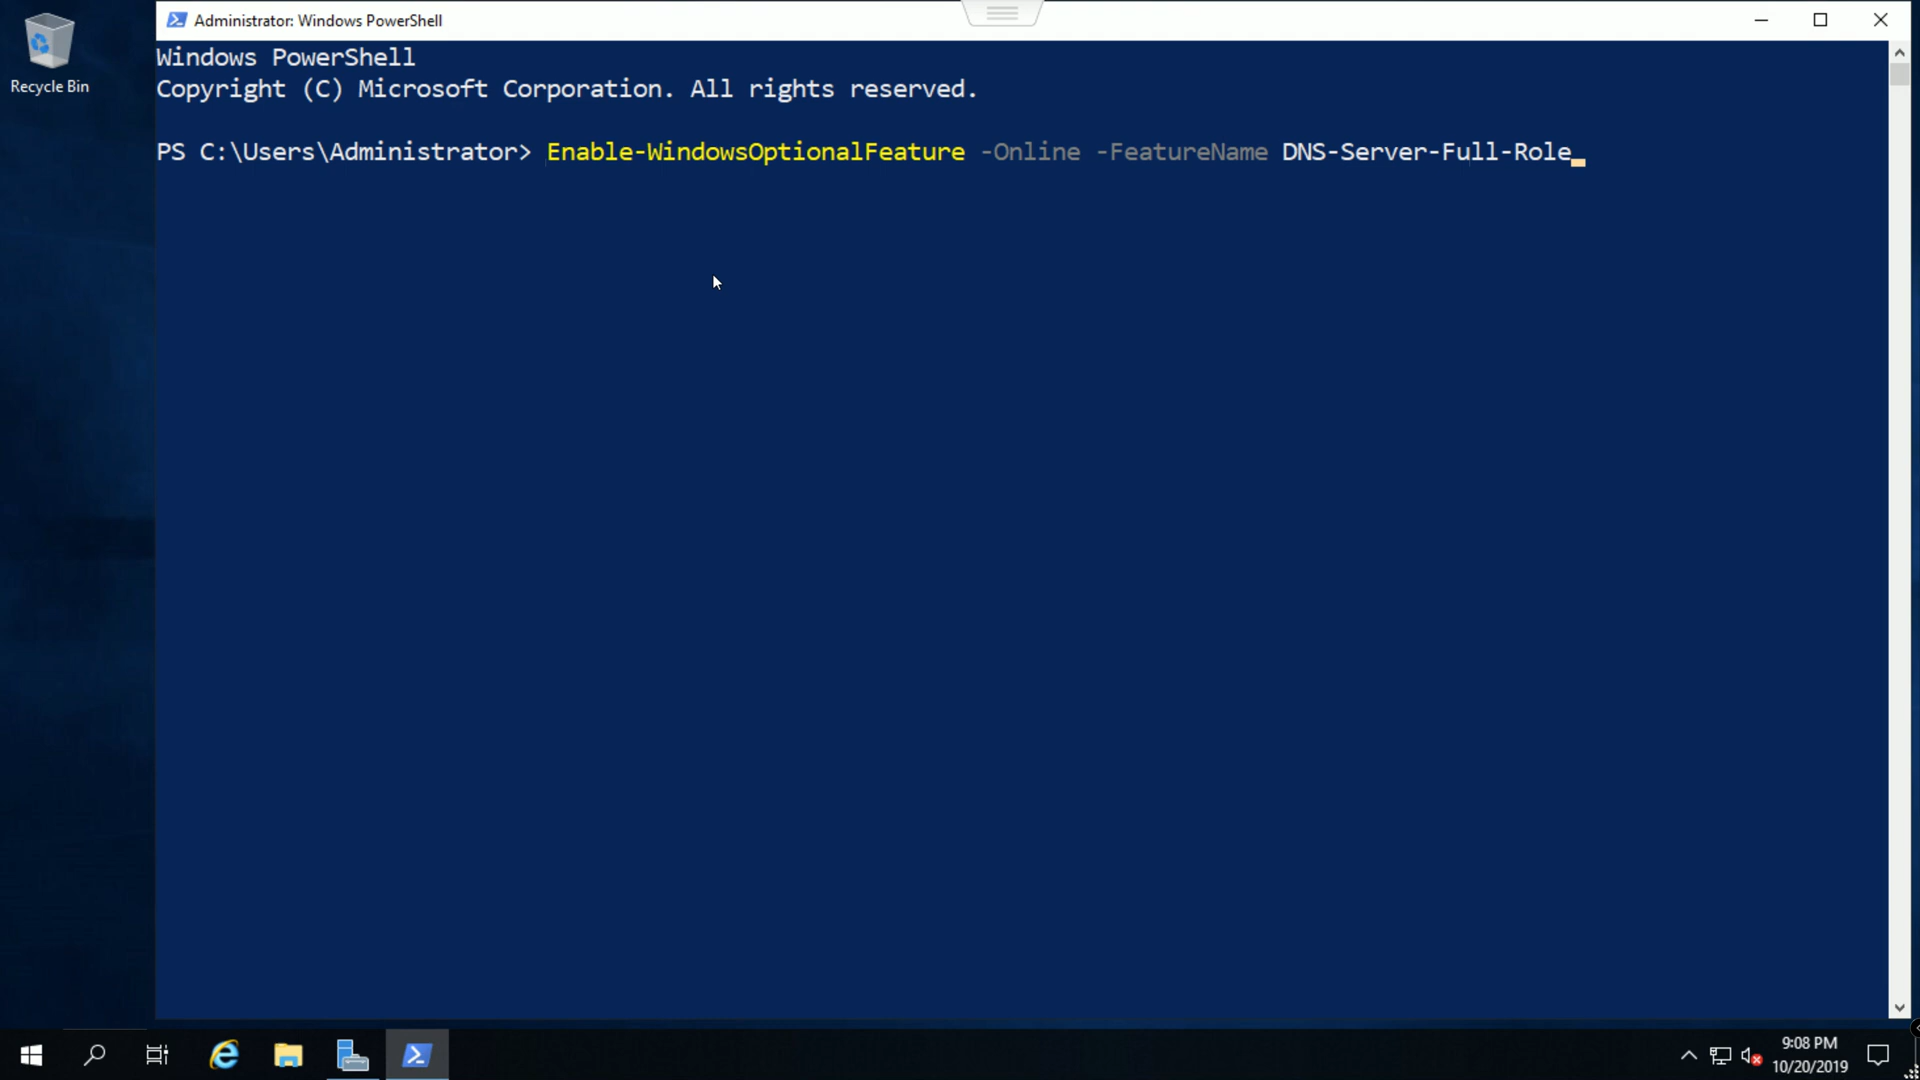 Recycle Bin
Administrator: Windows PowerShell
Windows PowerShell
Copyright (C) Microsoft Corporation. All rights reserved.
PS C:\Users\Administrator> Enable-WindowsOptionalFeature -Online -FeatureName DNS-Server-Full-Role_
9:08 PM
10/20/2019